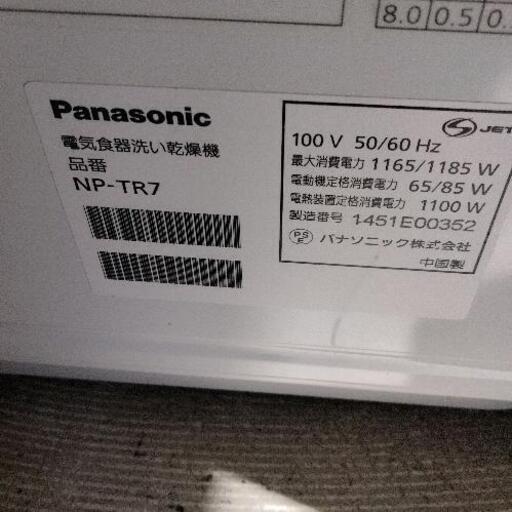 8.0 0.5 0.
Panasonic
電気食器洗い乾燥機
品番
NP-TR7
JET
100 V 50/60 Hz
最大消費電力 1165/1185 W
電動機定格消費電力 65/85 W
電熱装置定格消費電力 1100 W
製造番号 1451E00352
PSE パナソニック株式会社
中国製